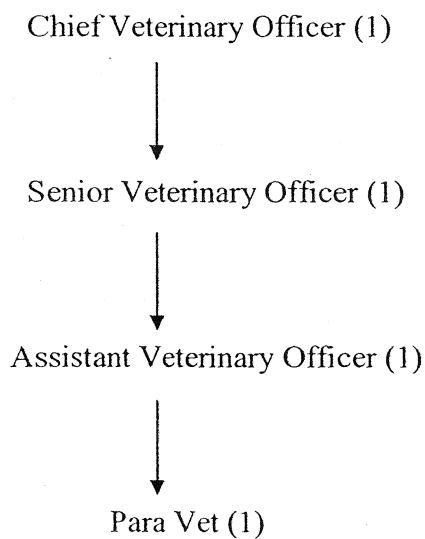 Chief Veterinary Officer (1)
Senior Veterinary Officer (1)
Assistant Veterinary Officer (1)
Para Vet (1)